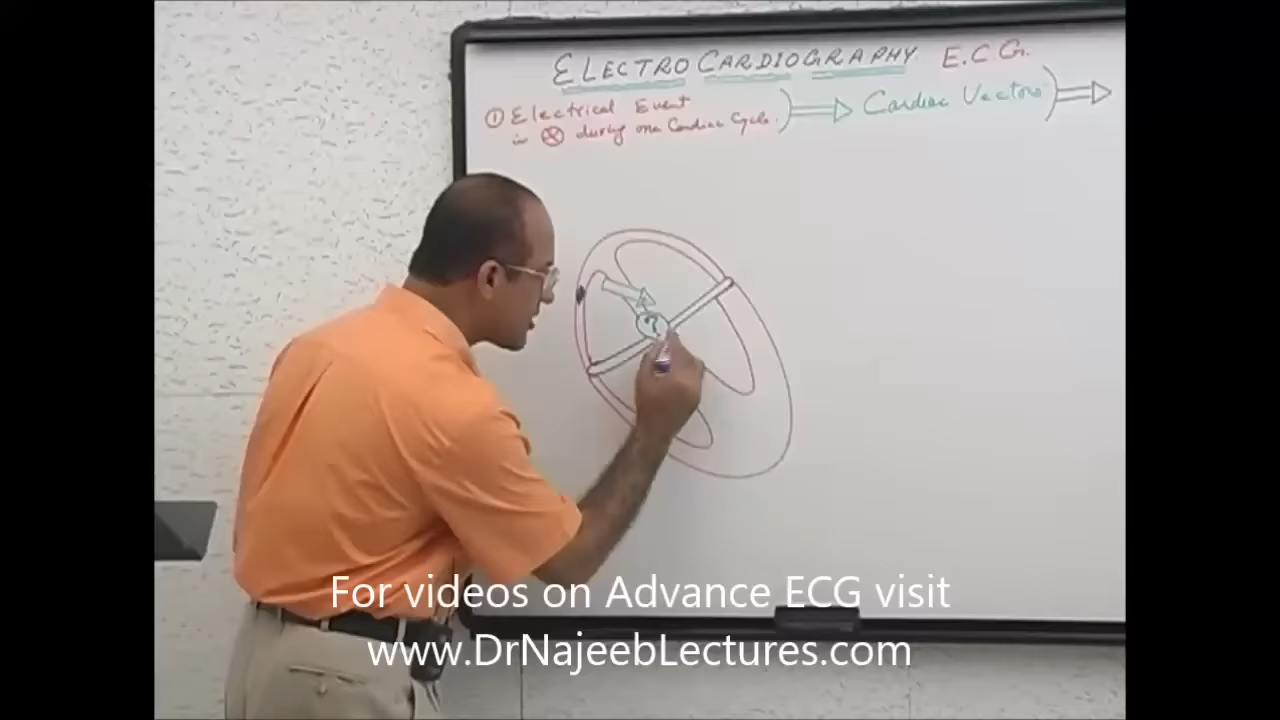 ELECTROCARDIOGRAPHY E.C.G.
① Electrical Event
in ⊗ during one Cardiac Cycle.
Cardiac Vectors
?
For videos on Advance ECG visit
www.DrNajeebLectures.com